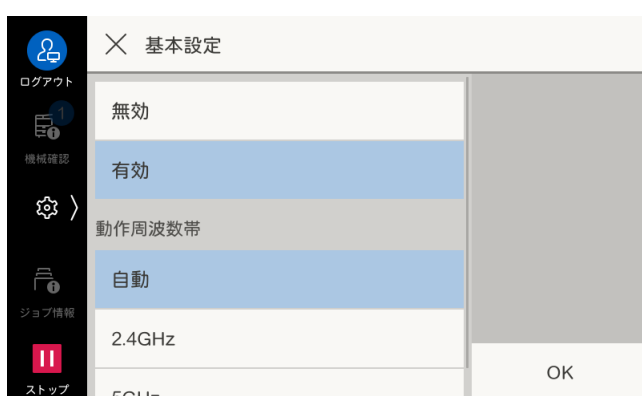 基本設定
ログアウト
1
機械確認
ジョブ情報
ストップ
無効
有効
動作周波数帯
自動
2.4GHz
5GHz
OK